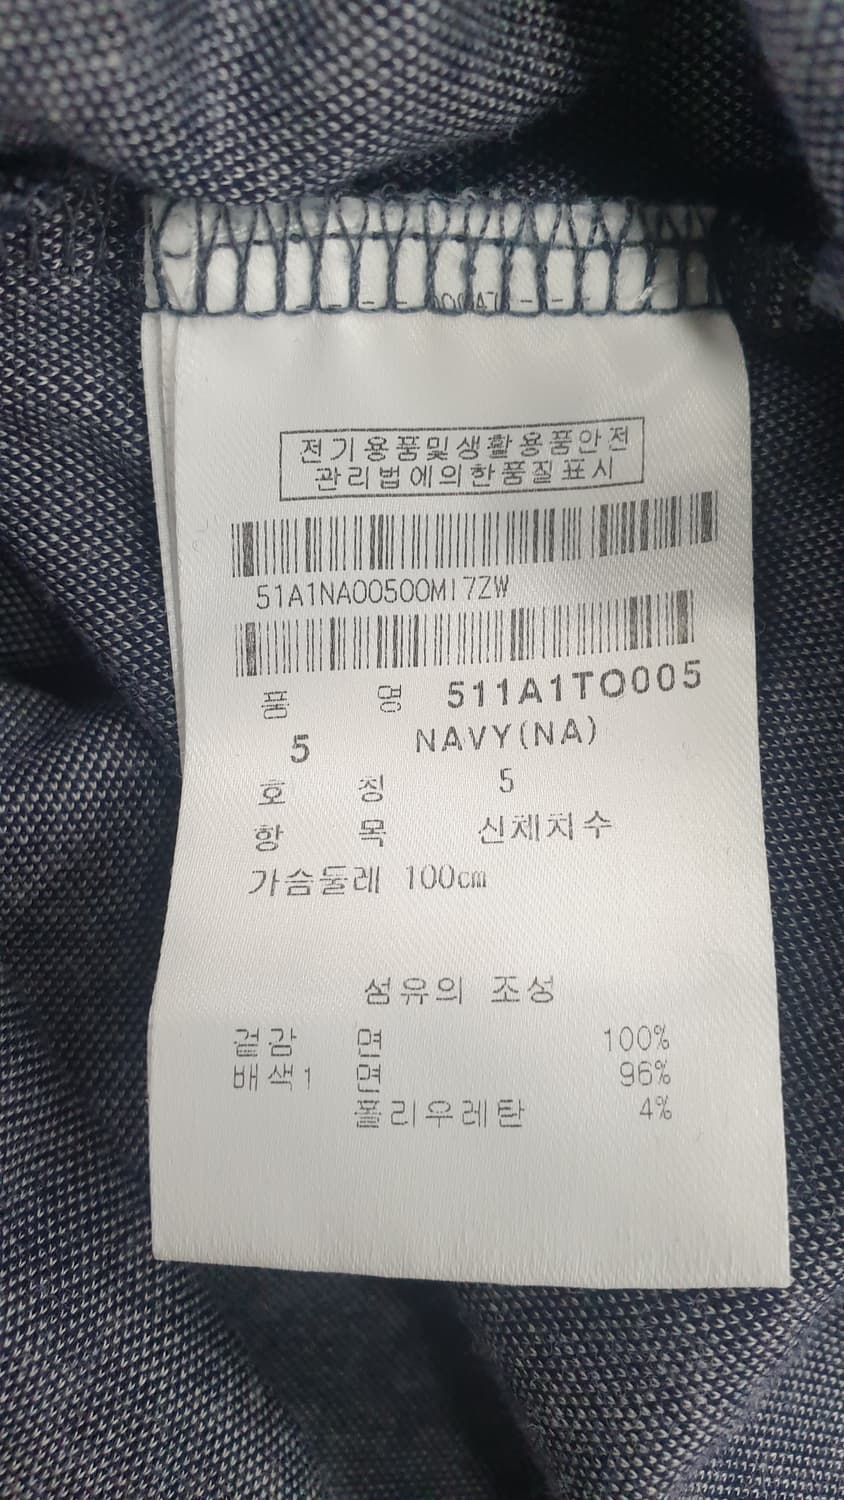 전기용품및생활용품안전
관리법에의한품질표시
51A1NA00500MI7ZW
품 명 511A1TO005
5 NAVY(NA)
호 칭 5
항 목 신체치수
가슴둘레 100cm
섬유의 조성
겉감 면 100%
배색1 면 96%
폴리우레탄 4%